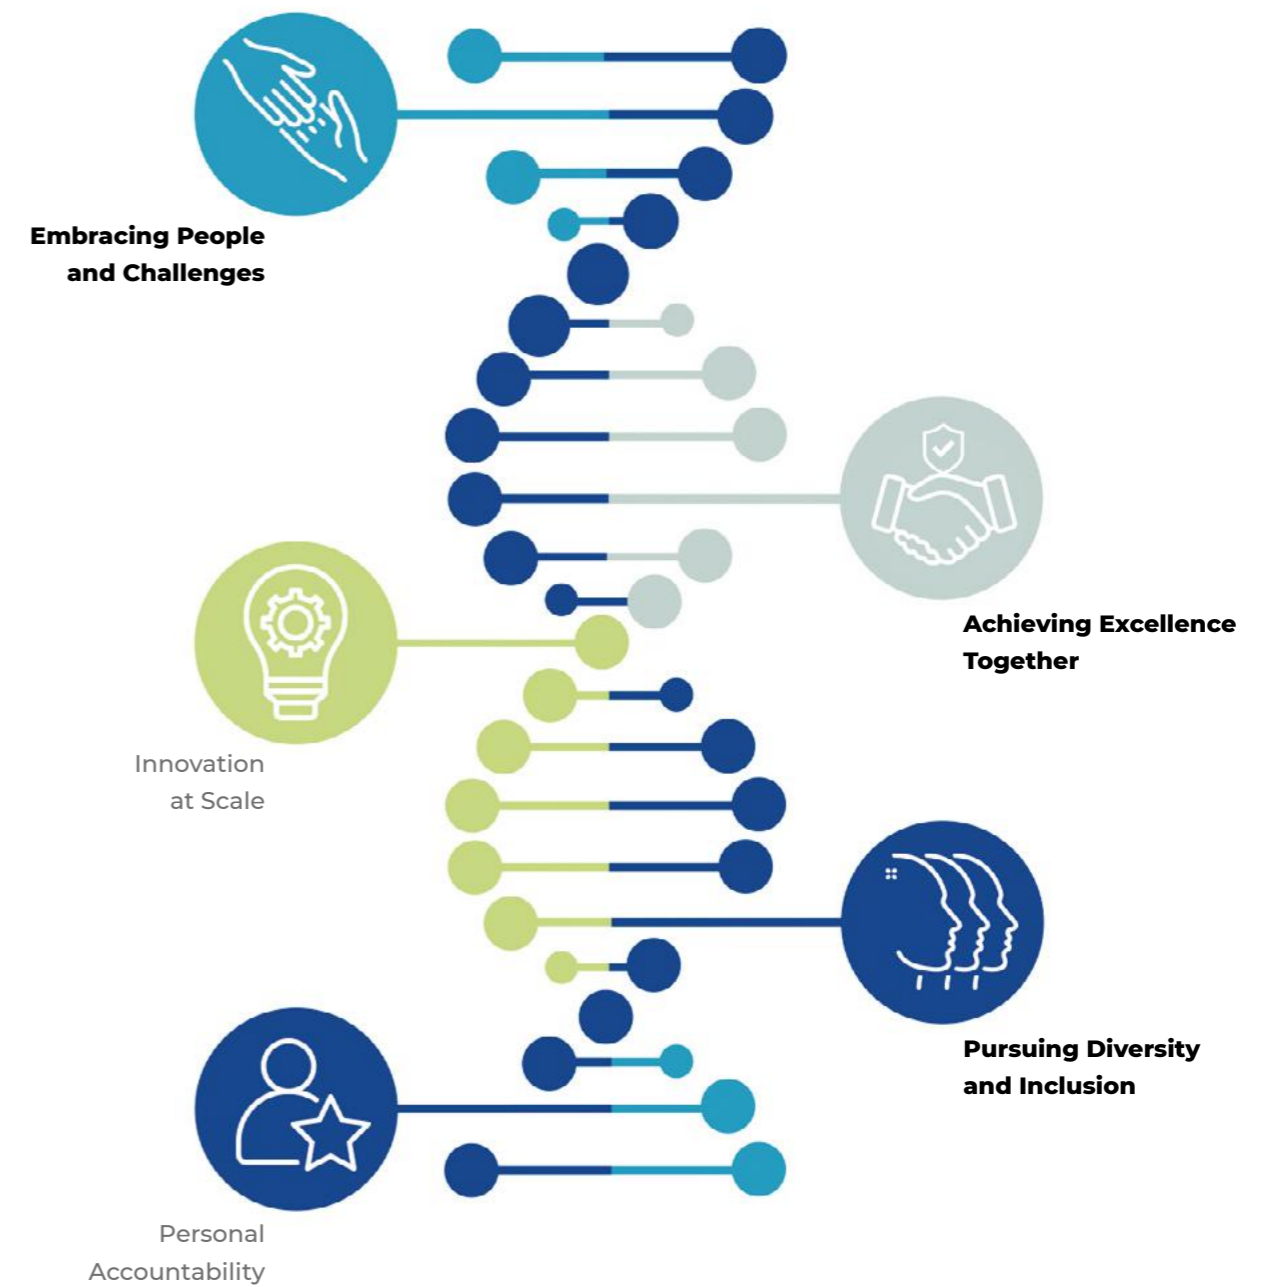 Embracing People
and Challenges
Achieving Excellence
Together
Innovation
at Scale
Pursuing Diversity
and Inclusion
Personal
Accountability